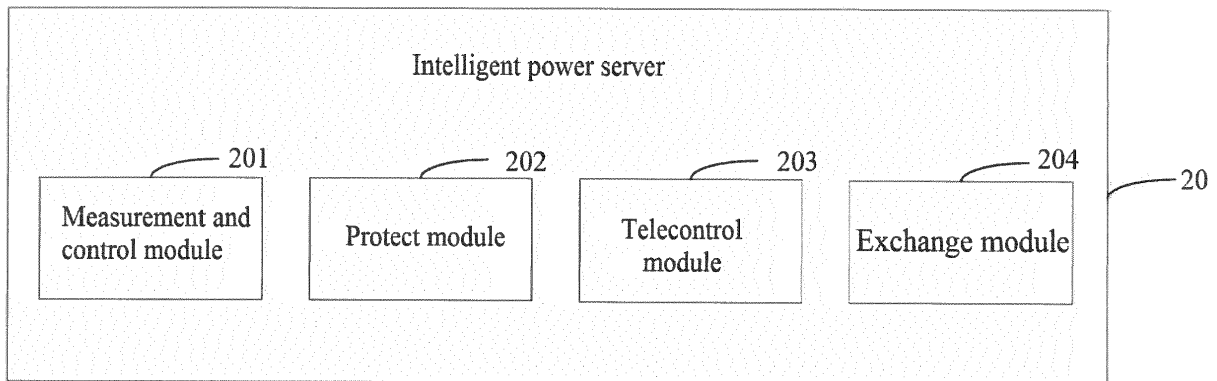 Intelligent power server
201
202
203
204
20
Measurement and
control module
Protect module
Telecontrol
module
Exchange module